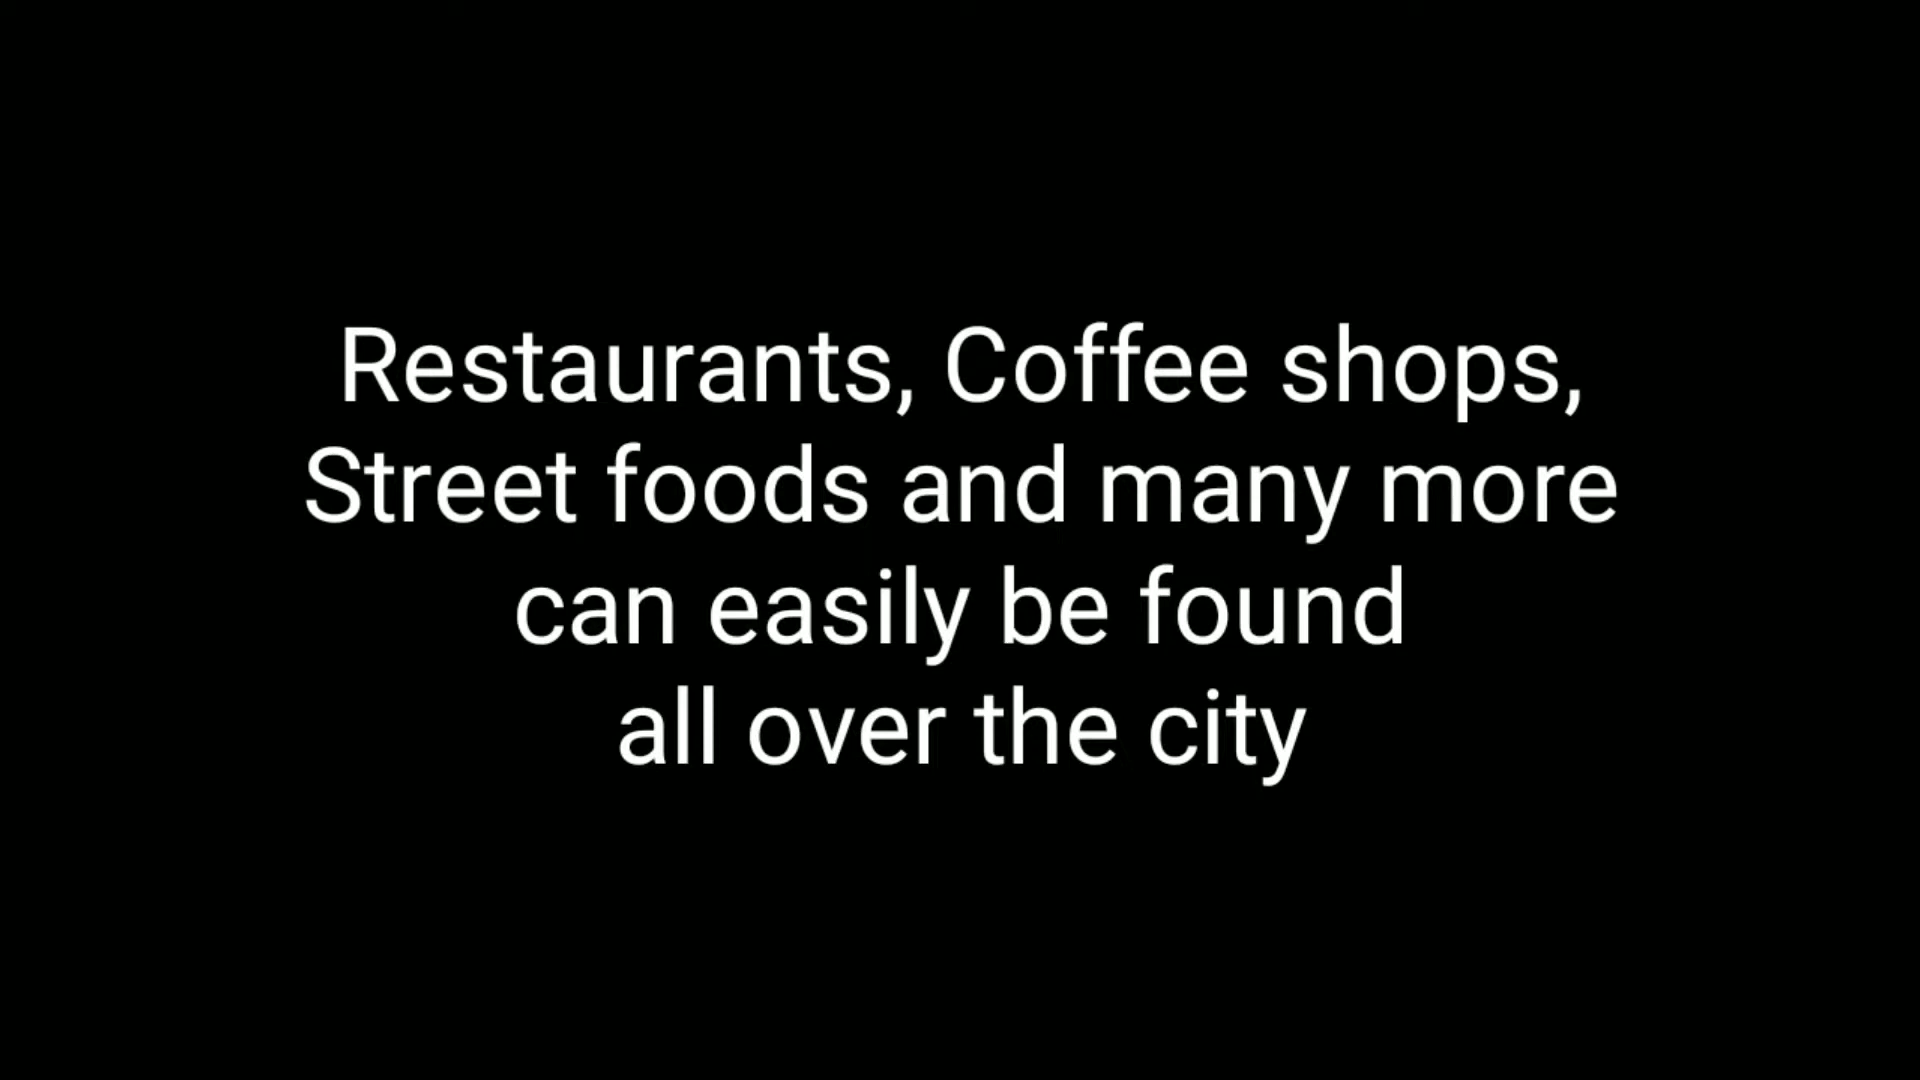 Restaurants, Coffee shops,
Street foods and many more
can easily be found
all over the city